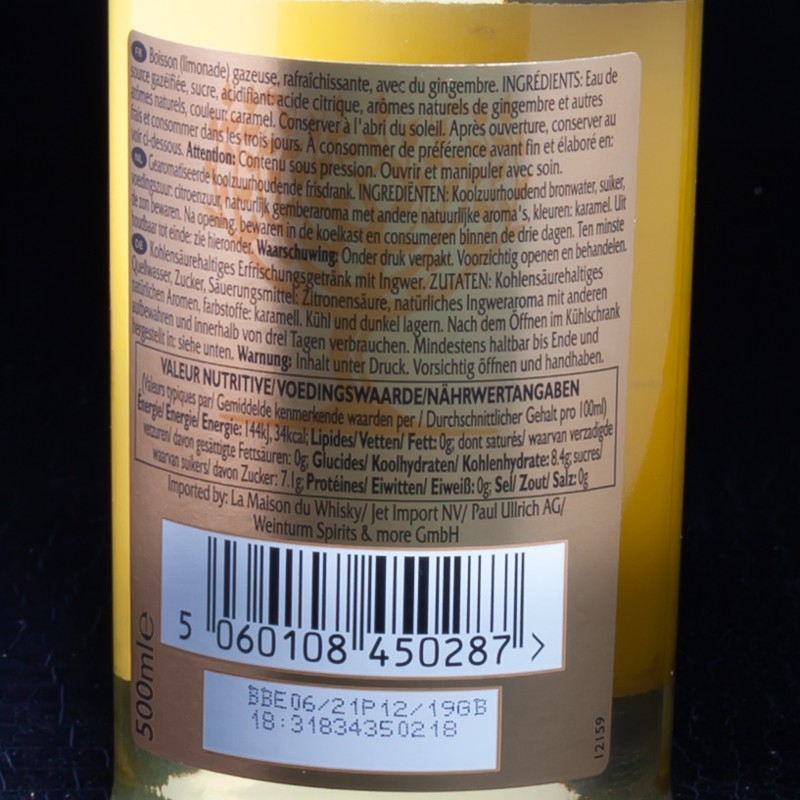 FR Boisson (limonade) gazeuse, rafraîchissante, avec du gingembre. INGRÉDIENTS: Eau de
source gazéifiée, sucre, acidifiant: acide citrique, arômes naturels de gingembre et autres
arômes naturels, couleur: caramel. Conserver à l'abri du soleil. Après ouverture, conserver au
frais et consommer dans les trois jours. À consommer de préférence avant fin et élaboré en:
voir ci-dessous. Attention: Contenu sous pression. Ouvrir et manipuler avec soin.
NL Gearomatiseerde koolzuurhoudende frisdrank. INGREDIËNTEN: Koolzuurhoudend bronwater, suiker,
voedingszuur: citroenzuur, natuurlijk gemberaroma met andere natuurlijke aroma's, kleuren: karamel. Uit
de zon bewaren. Na opening, bewaren in de koelkast en consumeren binnen de drie dagen. Ten minste
houdbaar tot einde: zie hieronder. Waarschuwing: Onder druk verpakt. Voorzichtig openen en behandelen.
DE Kohlensäurehaltiges Erfrischungsgetränk mit Ingwer. ZUTATEN: Kohlensäurehaltiges
Quellwasser, Zucker, Säuerungsmittel: Zitronensäure, natürliches Ingweraroma mit anderen
natürlichen Aromen, farbstoffe: karamell. Kühl und dunkel lagern. Nach dem Öffnen im Kühlschrank
aufbewahren und innerhalb von drei Tagen verbrauchen. Mindestens haltbar bis Ende und
hergestellt in: siehe unten. Warnung: Inhalt unter Druck. Vorsichtig öffnen und handhaben.
VALEUR NUTRITIVE/VOEDINGSWAARDE/NÄHRWERTANGABEN
(Valeurs typiques par/ Gemiddelde kenmerkende waarden per / Durchschnittlicher Gehalt pro 100ml)
Énergie/Energie/ Energie: 144kJ, 34kcal; Lipides/Vetten/ Fett: 0g; dont saturés/ waarvan verzadigde
vetzuren/ davon gesättigte Fettsäuren: 0g; Glucides/ Koolhydraten/ Kohlenhydrate: 8.4g; sucres/
waarvan suikers/ davon Zucker: 7.1g; Protéines/ Eiwitten/ Eiweiß: 0g; Sel/ Zout/ Salz: 0g
Imported by: La Maison du Whisky/ Jet Import NV/ Paul Ullrich AG/
Weinturm Spirits & more GmbH
5 060108 450287 >
500ml e
BBE06/21P12/19GB
18:31834350218
12159